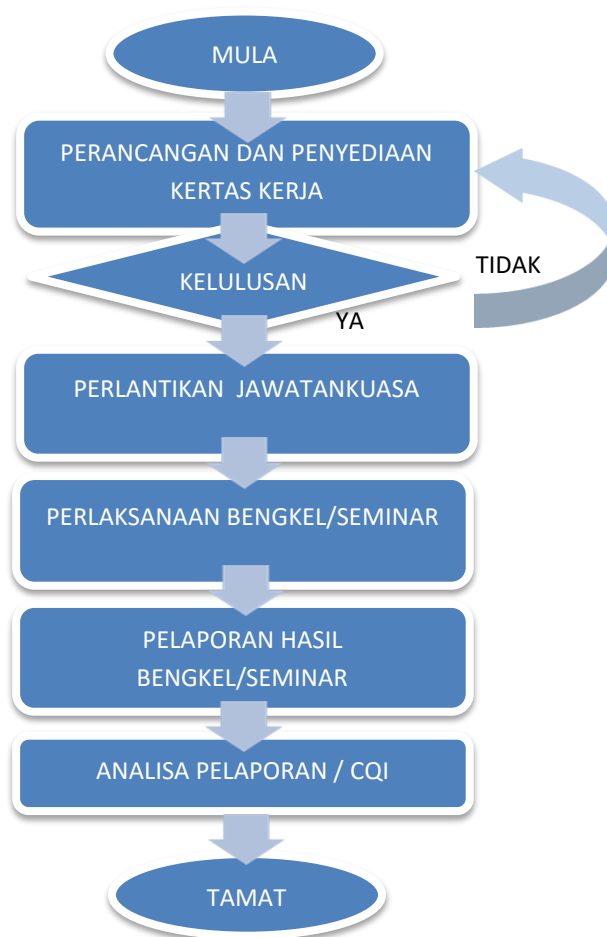 MULA
PERANCANGAN DAN PENYEDIAAN
KERTAS KERJA
KELULUSAN
TIDAK
YA
PERLANTIKAN  JAWATANKUASA
PERLAKSANAAN BENGKEL/SEMINAR
PELAPORAN HASIL
BENGKEL/SEMINAR
ANALISA PELAPORAN / CQI
TAMAT